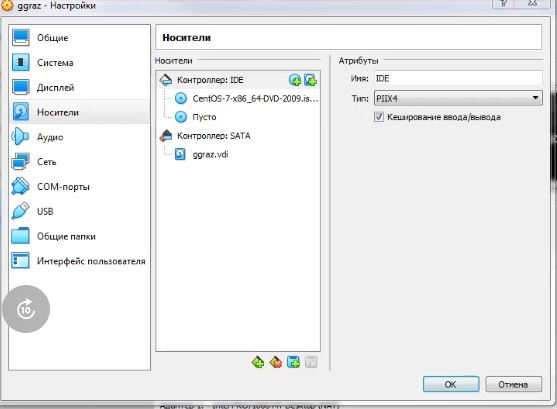 ggraz - Настройки
Общие
Система
Дисплей
Носители
Аудио
Сеть
COM-порты
USB
Общие папки
Интерфейс пользователя
10
Носители
Носители
Контроллер: IDE
CentOS-7-x86_64-DVD-2009.is...
Пусто
Контроллер: SATA
ggraz.vdi
Атрибуты
Имя: IDE
Тип: PIIX4
Кеширование ввода/вывода
OK
Отмена